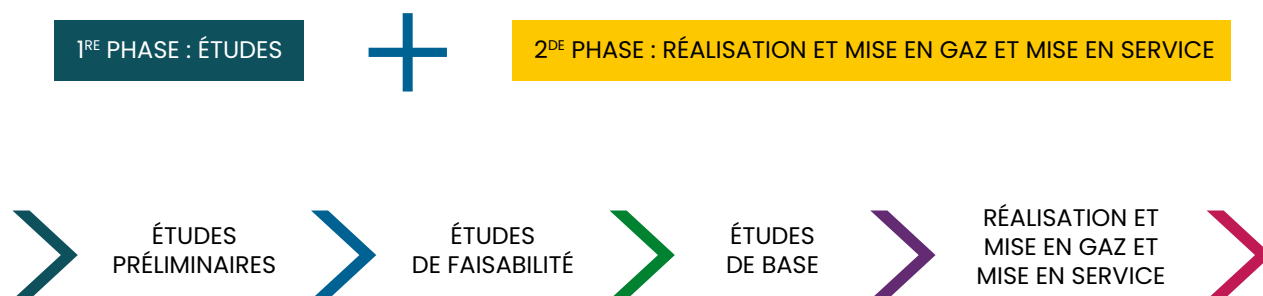 1RE PHASE : ÉTUDES
2DE PHASE : RÉALISATION ET MISE EN GAZ ET MISE EN SERVICE
ÉTUDES
PRÉLIMINAIRES
ÉTUDES
DE FAISABILITÉ
ÉTUDES
DE BASE
RÉALISATION ET
MISE EN GAZ ET
MISE EN SERVICE